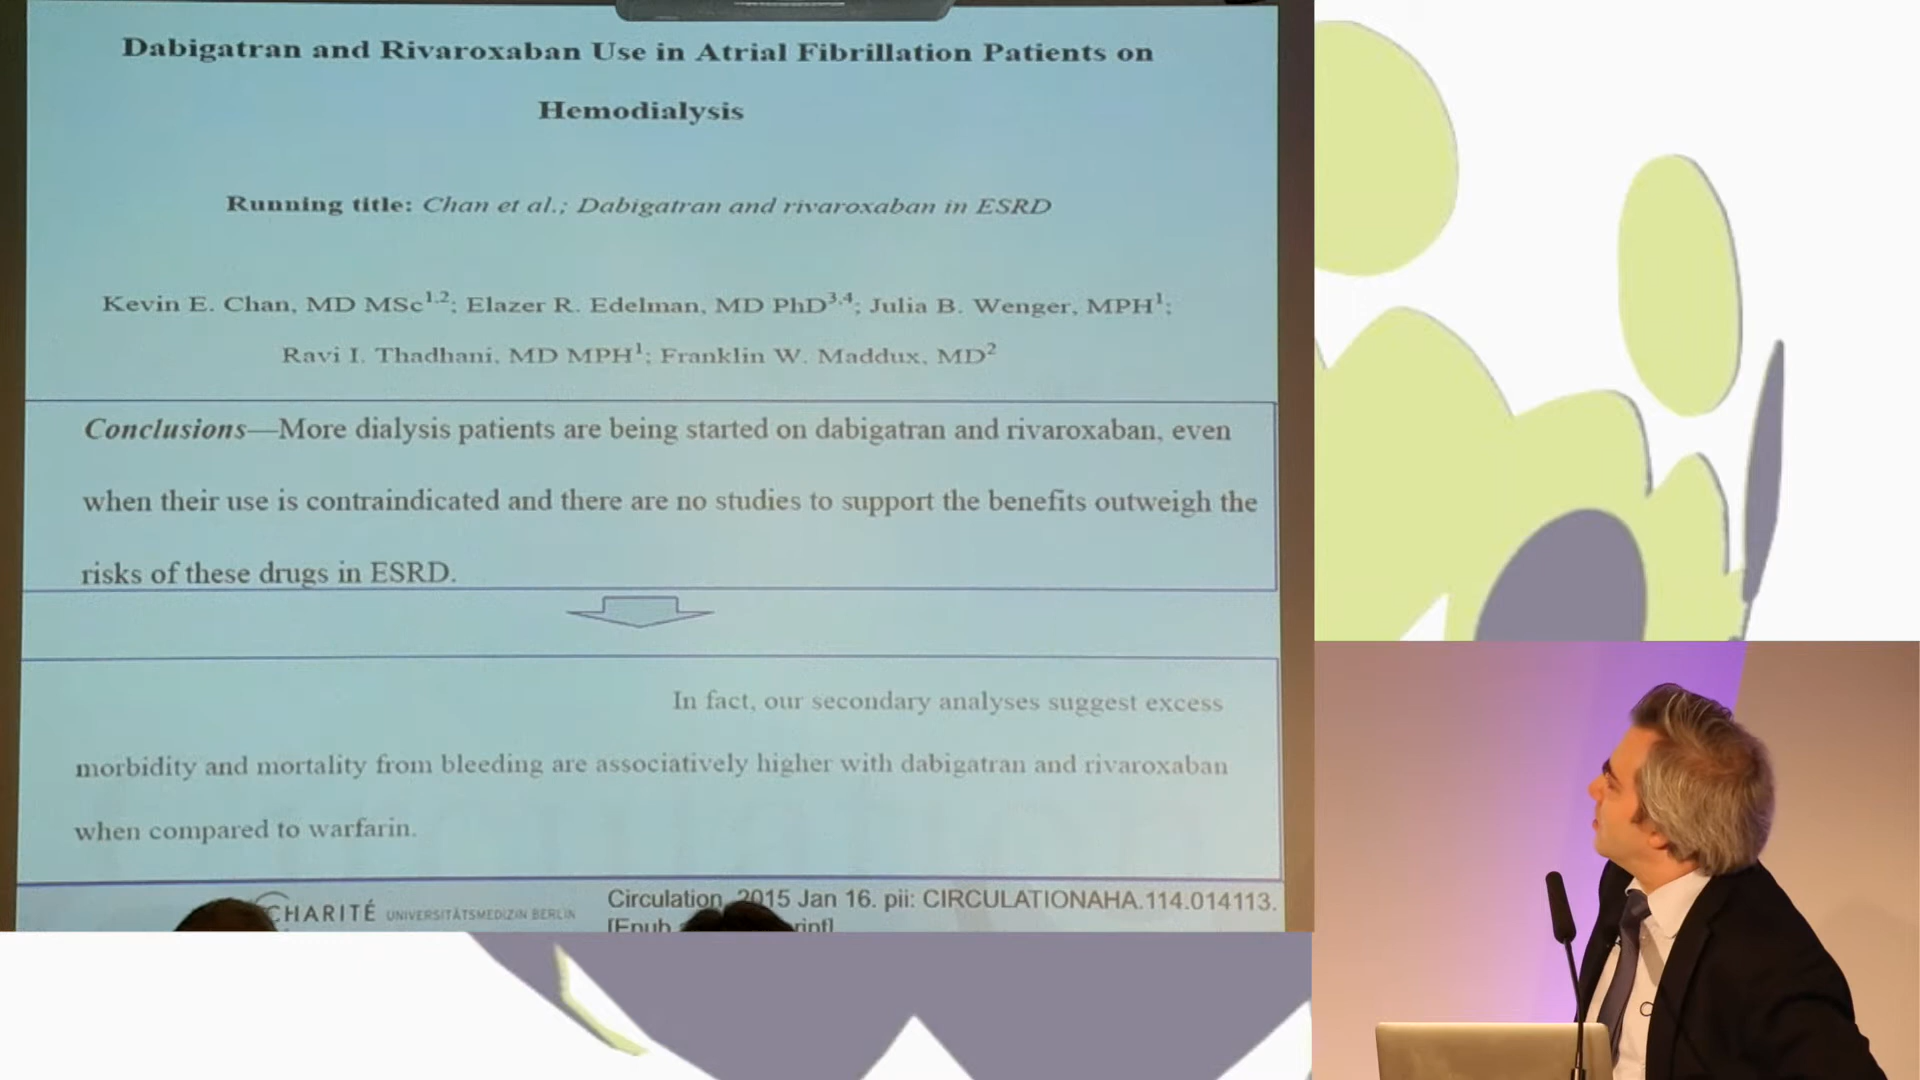 Dabigatran and Rivaroxaban Use in Atrial Fibrillation Patients on
Hemodialysis
Running title: Chan et al.; Dabigatran and rivaroxaban in ESRD
Kevin E. Chan, MD MSc1,2; Elazer R. Edelman, MD PhD3,4; Julia B. Wenger, MPH1;
Ravi I. Thadhani, MD MPH1; Franklin W. Maddux, MD2
Conclusions—More dialysis patients are being started on dabigatran and rivaroxaban, even
when their use is contraindicated and there are no studies to support the benefits outweigh the
risks of these drugs in ESRD.
In fact, our secondary analyses suggest excess
morbidity and mortality from bleeding are associatively higher with dabigatran and rivaroxaban
when compared to warfarin.
CHARITÉ UNIVERSITÄTSMEDIZIN BERLIN
Circulation. 2015 Jan 16. pii: CIRCULATIONAHA.114.014113.
[Epub